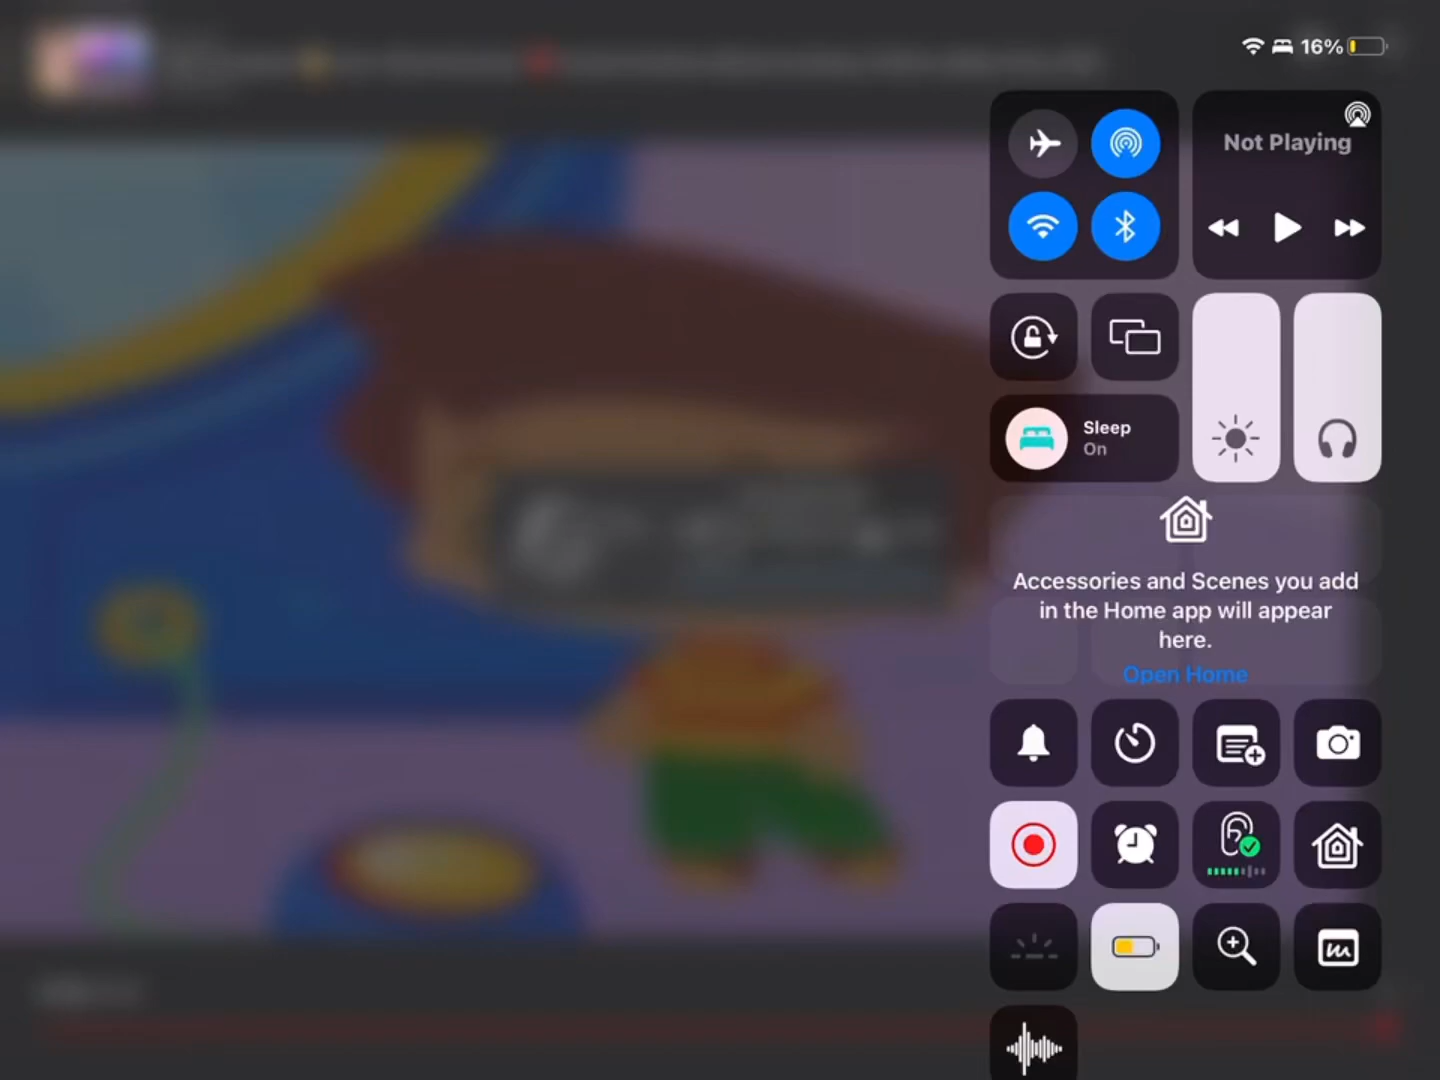 16%
Not Playing
Sleep
On
Accessories and Scenes you add
in the Home app will appear
here.
Open Home